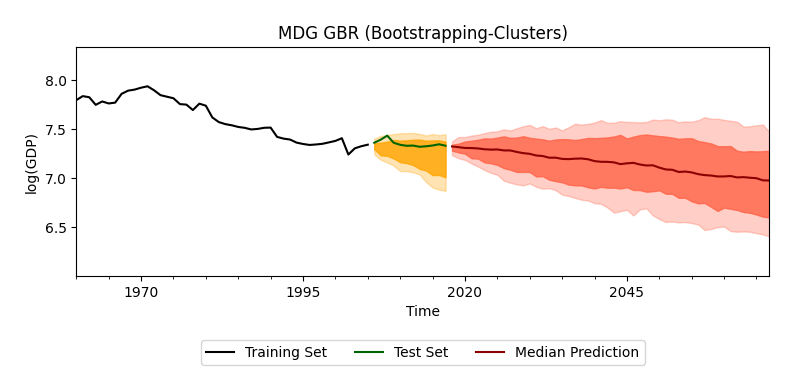 MDG GBR (Bootstrapping-Clusters)
8.0
7.5
7.0
6.5
log(GDP)
1970 1995 2020 2045
Time
Training Set Test Set Median Prediction